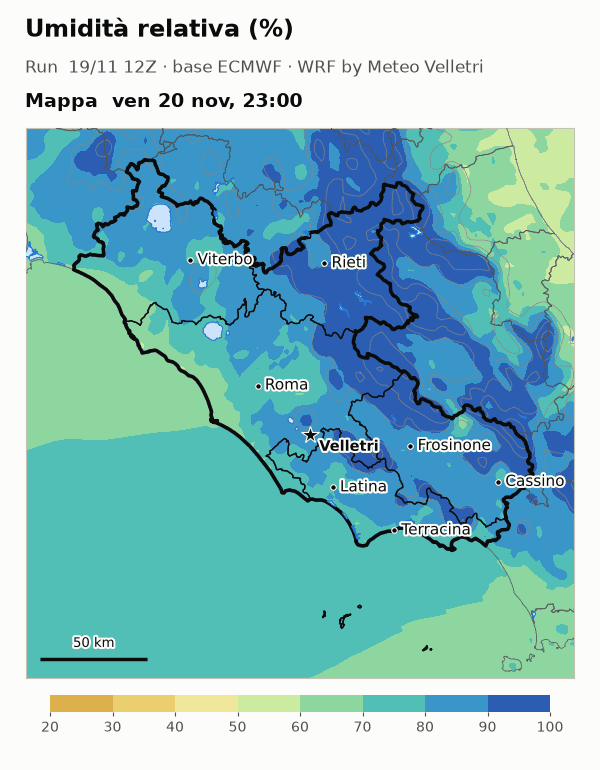 Umidità relativa (%)
Run 19/11 12Z · base ECMWF · WRF by Meteo Velletri
Mappa ven 20 nov, 23:00
Viterbo
Rieti
Roma
Velletri
Frosinone
Cassino
Latina
Terracina
50 km
20 30 40 50 60 70 80 90 100